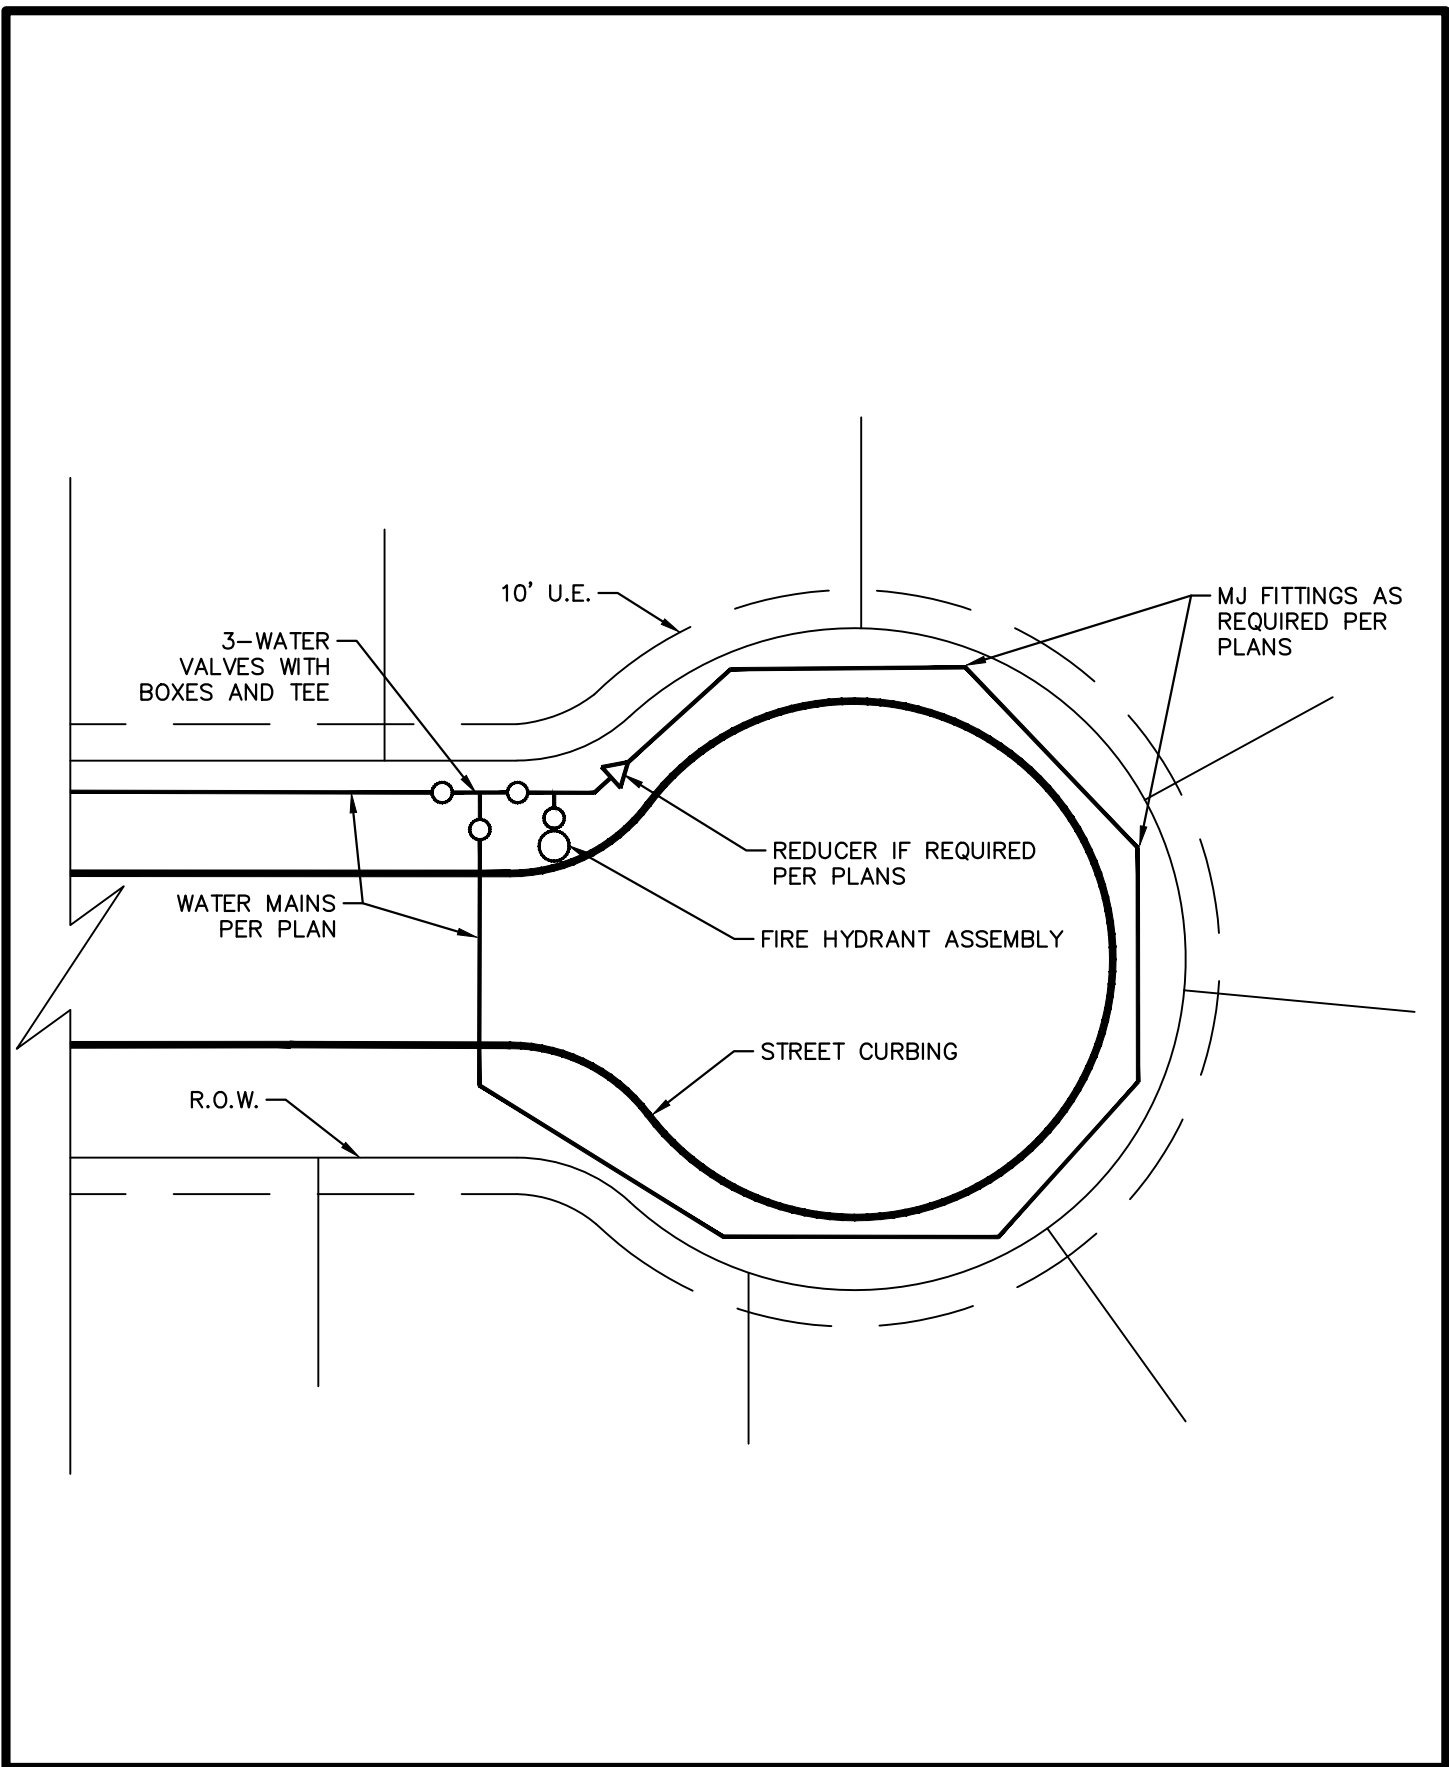 10' U.E.
MJ FITTINGS AS
REQUIRED PER
PLANS
3-WATER
VALVES WITH
BOXES AND TEE
REDUCER IF REQUIRED
PER PLANS
WATER MAINS
PER PLAN
FIRE HYDRANT ASSEMBLY
STREET CURBING
R.O.W.